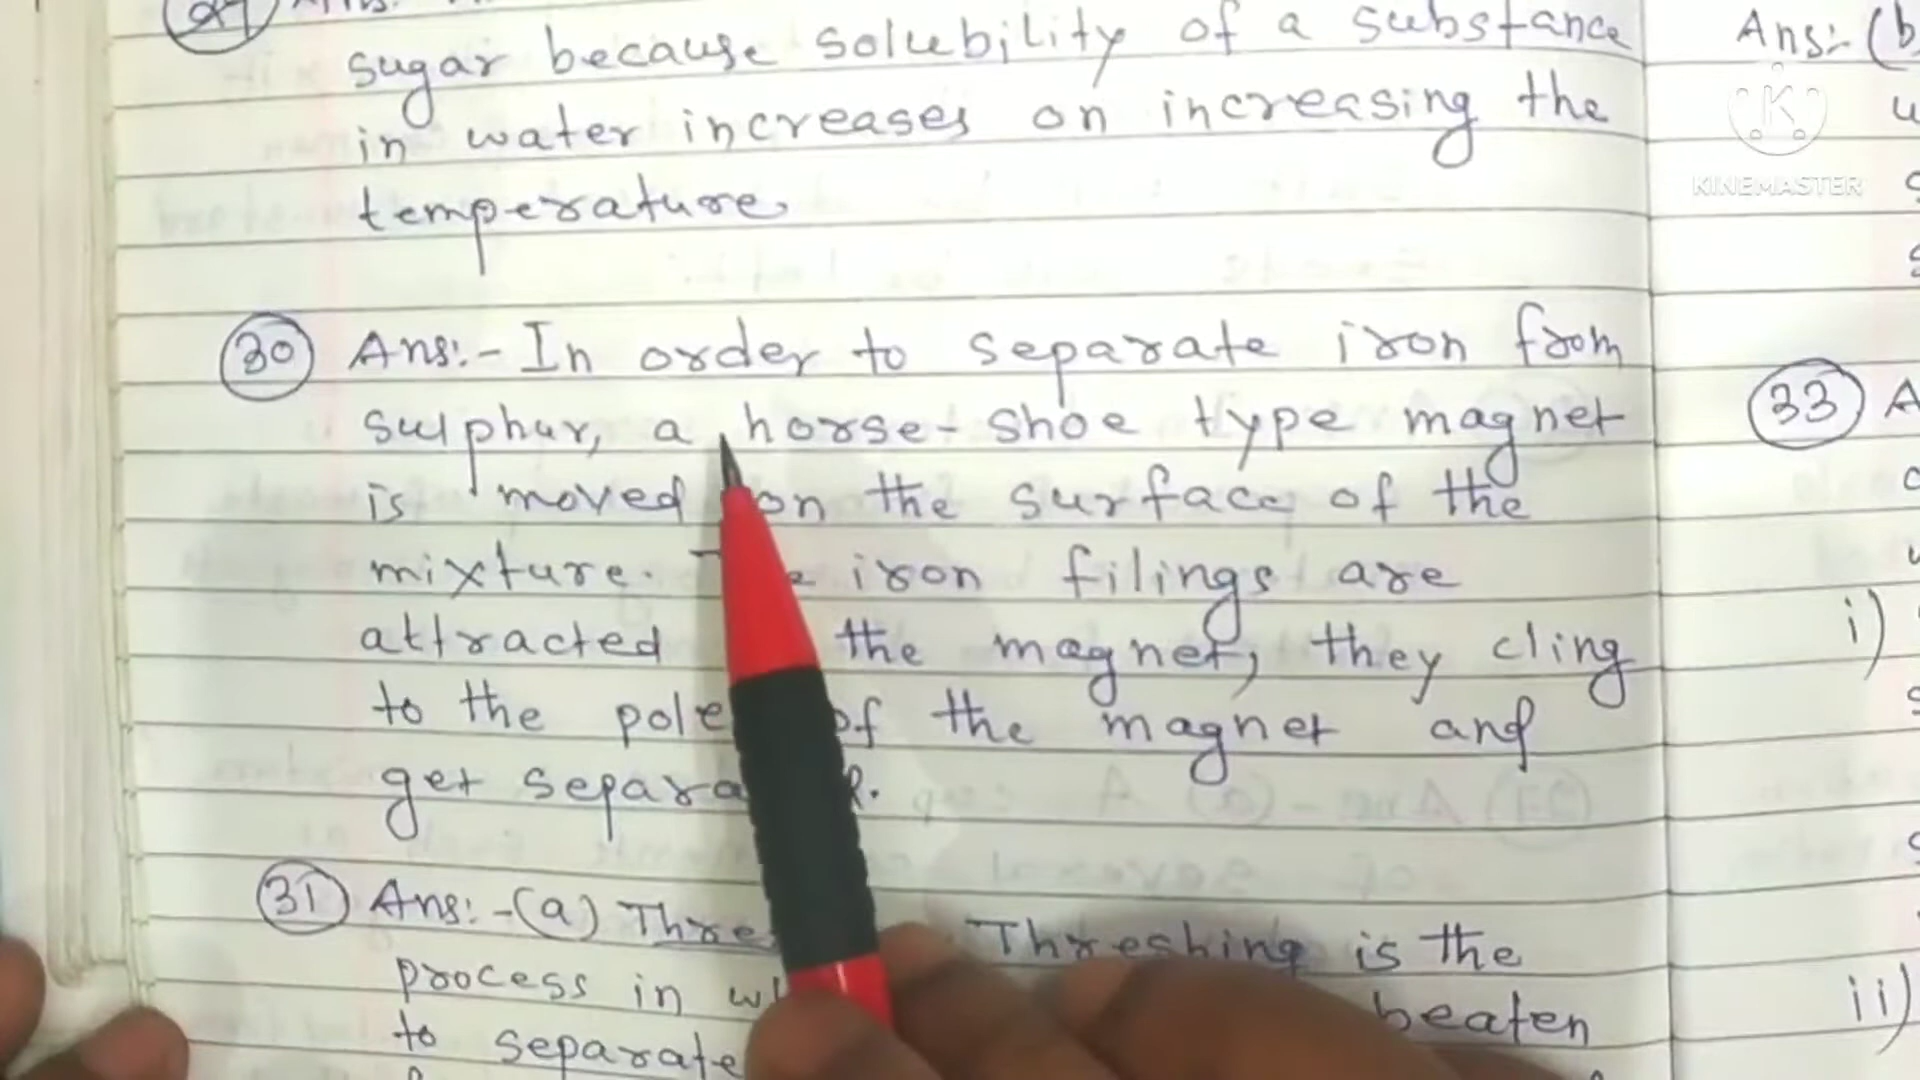 sugar because solubility of a substance
in water increases on increasing the
temperature.
30 Ans:- In order to separate iron from
sulphur, a horse-shoe type magnet
is moved on the surface of the
mixture. iron filings are
attracted the magnet, they cling
to the pole of the magnet and
get
31 Ans:-(a) Threshing is the
process in
beaten
to separate
Ans:-
33
i)
ii)
KINEMASTER